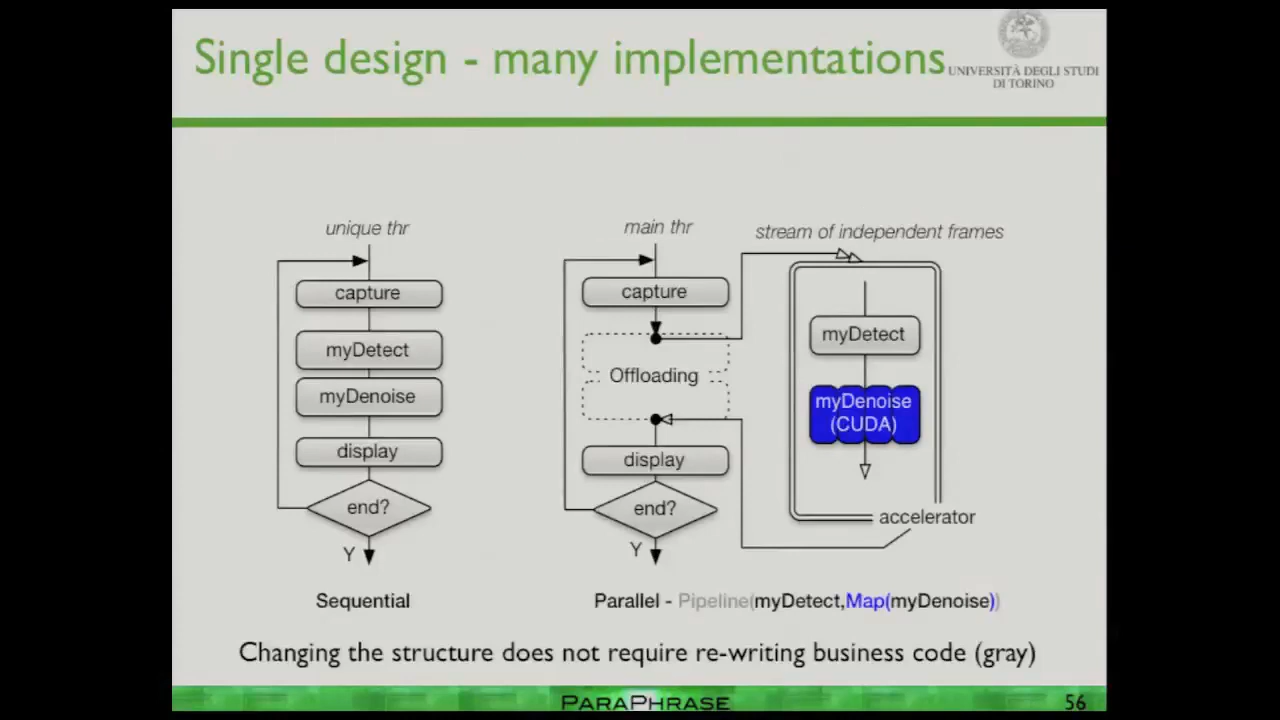 Single design - many implementations
UNIVERSITÀ DEGLI STUDI
DI TORINO
unique thr
capture
myDetect
myDenoise
display
end?
Y
Sequential
main thr
capture
Offloading
display
end?
Y
stream of independent frames
myDetect
myDenoise
(CUDA)
accelerator
Parallel - Pipeline(myDetect,Map(myDenoise))
Changing the structure does not require re-writing business code (gray)
PARAPHRASE
56